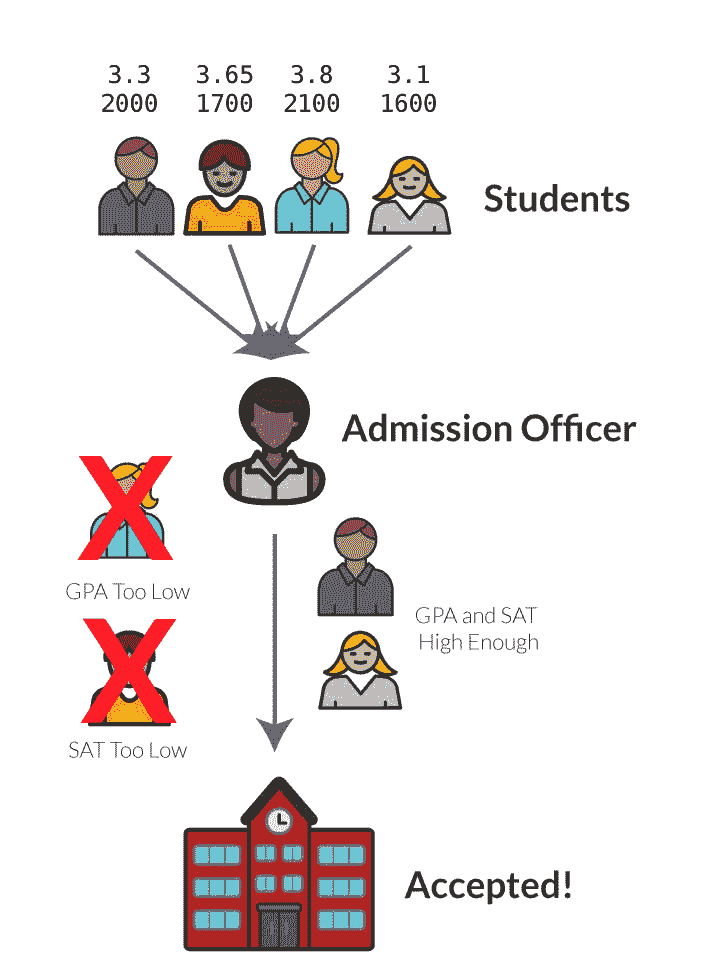 3.3 3.65 3.8 3.1
2000 1700 2100 1600
Students
Admission Officer
GPA Too Low
GPA and SAT
High Enough
SAT Too Low
Accepted!